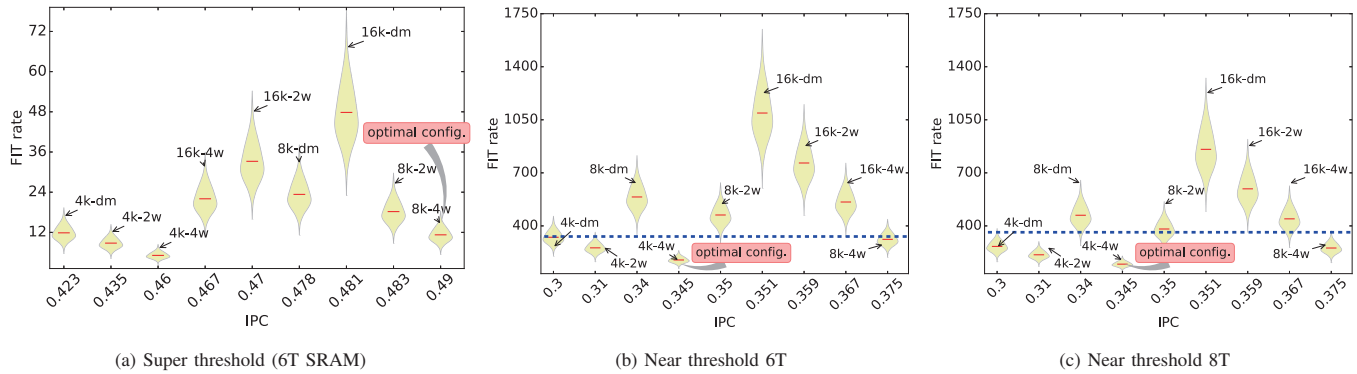 72
60
48
36
24
12
FIT rate
4k-dm
4k-2w
4k-4w
16k-4w
16k-2w
8k-dm
16k-dm
optimal config.
8k-2w
8k-4w
0.423
0.435
0.46
0.467
0.47
0.478
0.481
0.483
0.49
IPC
(a) Super threshold (6T SRAM)
1750
1400
1050
700
400
FIT rate
4k-dm
4k-2w
8k-dm
4k-4w
optimal config.
8k-2w
16k-dm
16k-2w
16k-4w
8k-4w
0.3
0.31
0.34
0.345
0.35
0.351
0.359
0.367
0.375
IPC
(b) Near threshold 6T
1750
1400
1050
700
400
FIT rate
4k-dm
4k-2w
8k-dm
4k-4w
optimal config.
8k-2w
16k-dm
16k-2w
16k-4w
8k-4w
0.3
0.31
0.34
0.345
0.35
0.351
0.359
0.367
0.375
IPC
(c) Near threshold 8T